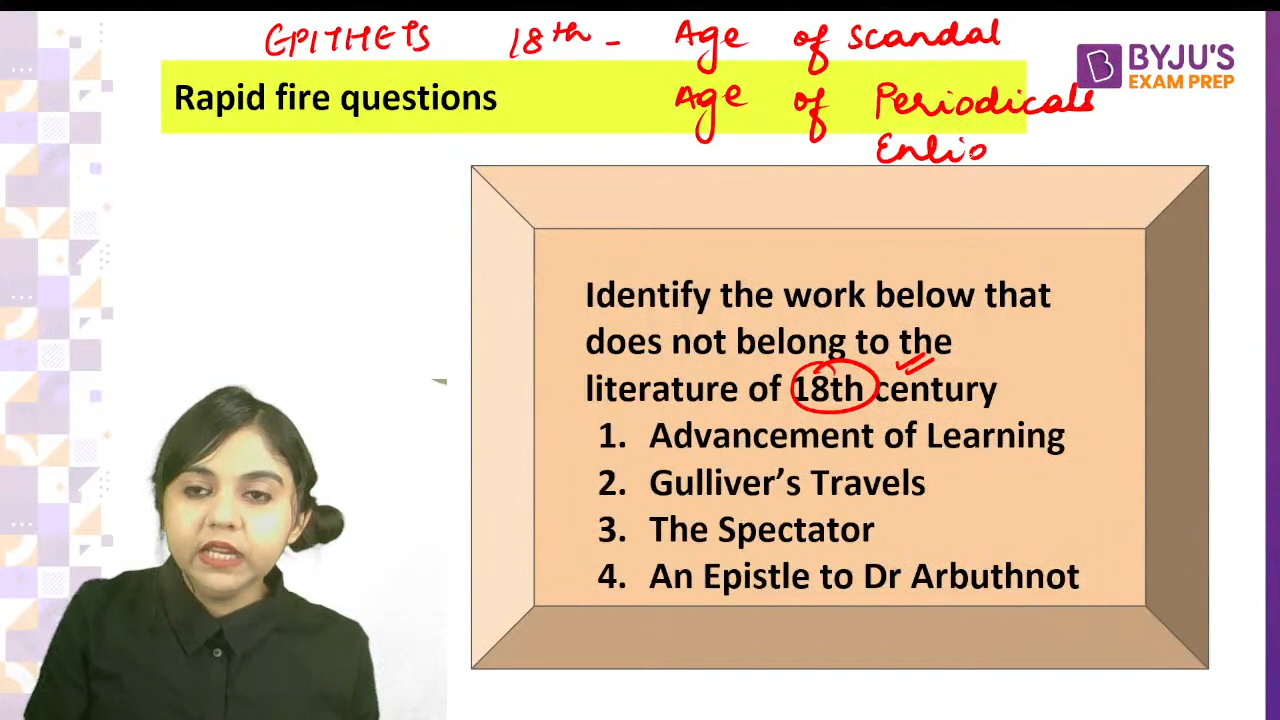 EPITHETS 18th - Age of Scandal
BYJU'S
EXAM PREP
Rapid fire questions
Age of Periodicals
Identify the work below that
does not belong to the
literature of 18th century
1. Advancement of Learning
2. Gulliver's Travels
3. The Spectator
4. An Epistle to Dr Arbuthnot